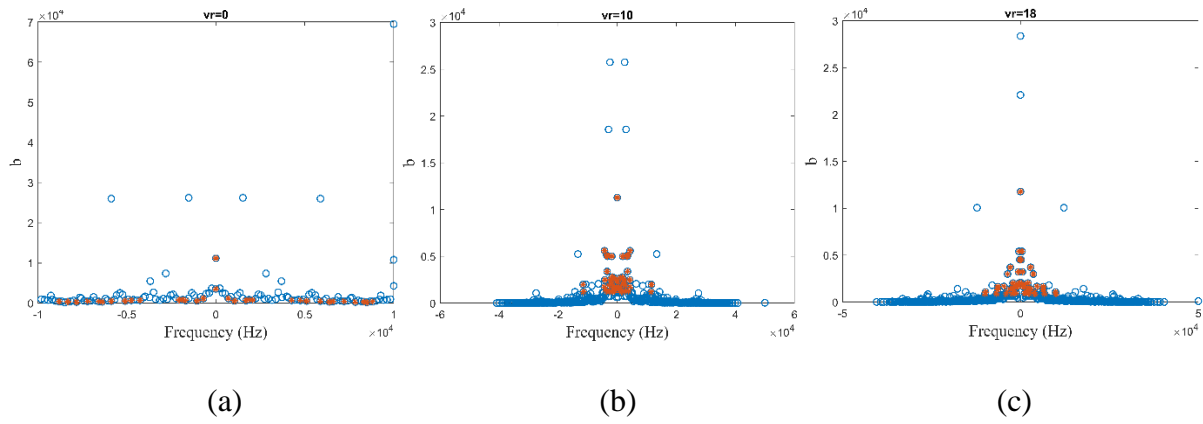 ×10⁴
vr=0
7
6
5
4
3
2
1
0
b
-1 -0.5 0 0.5 1
Frequency (Hz)
×10⁴
(a)
×10⁴
vr=10
3
2.5
2
1.5
1
0.5
0
b
-6 -4 -2 0 2 4 6
Frequency (Hz)
×10⁴
(b)
×10⁴
vr=18
3
2.5
2
1.5
1
0.5
0
b
-5 0 5
Frequency (Hz)
×10⁴
(c)